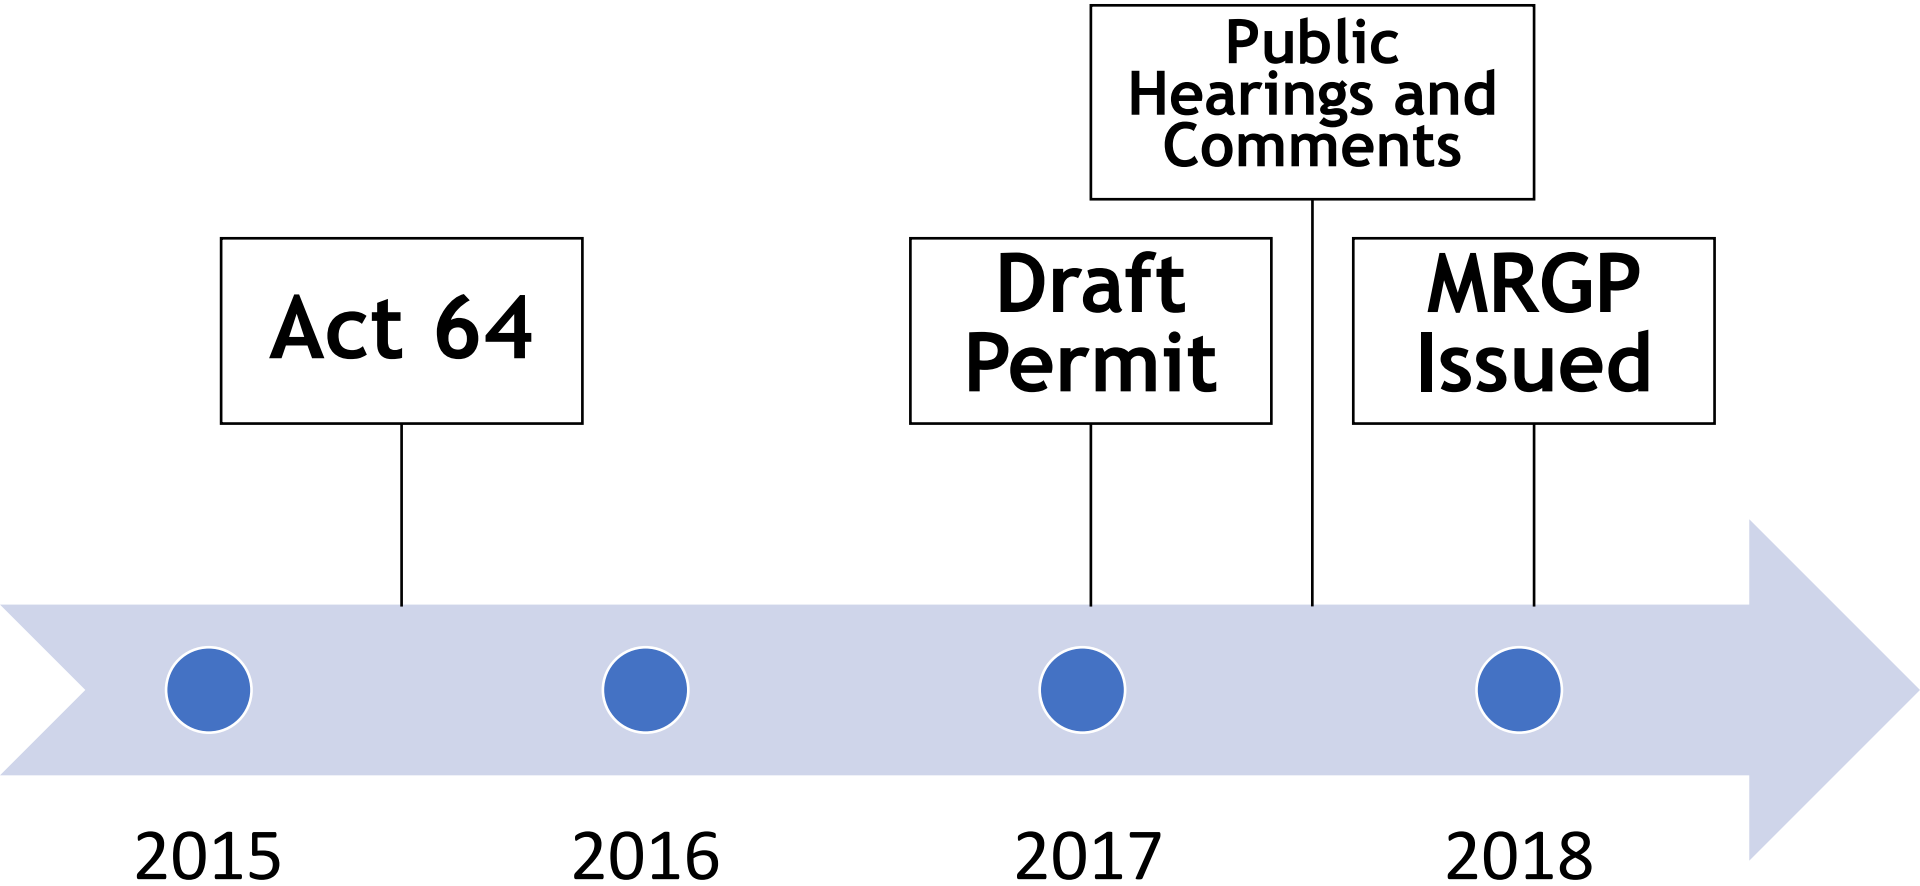 Public
Hearings and
Comments
Act 64
Draft
Permit
MRGP
Issued
2015
2016
2017
2018